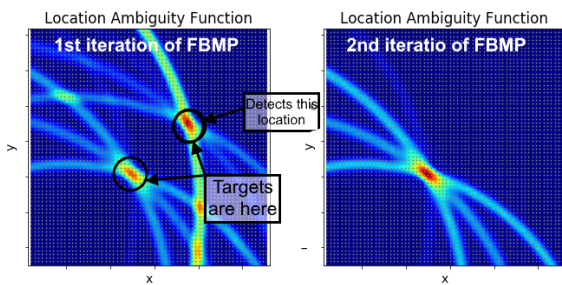 Location Ambiguity Function
1st iteration of FBMP
Detects this
location
Targets
are here
y
x
Location Ambiguity Function
2nd iteratio of FBMP
y
x